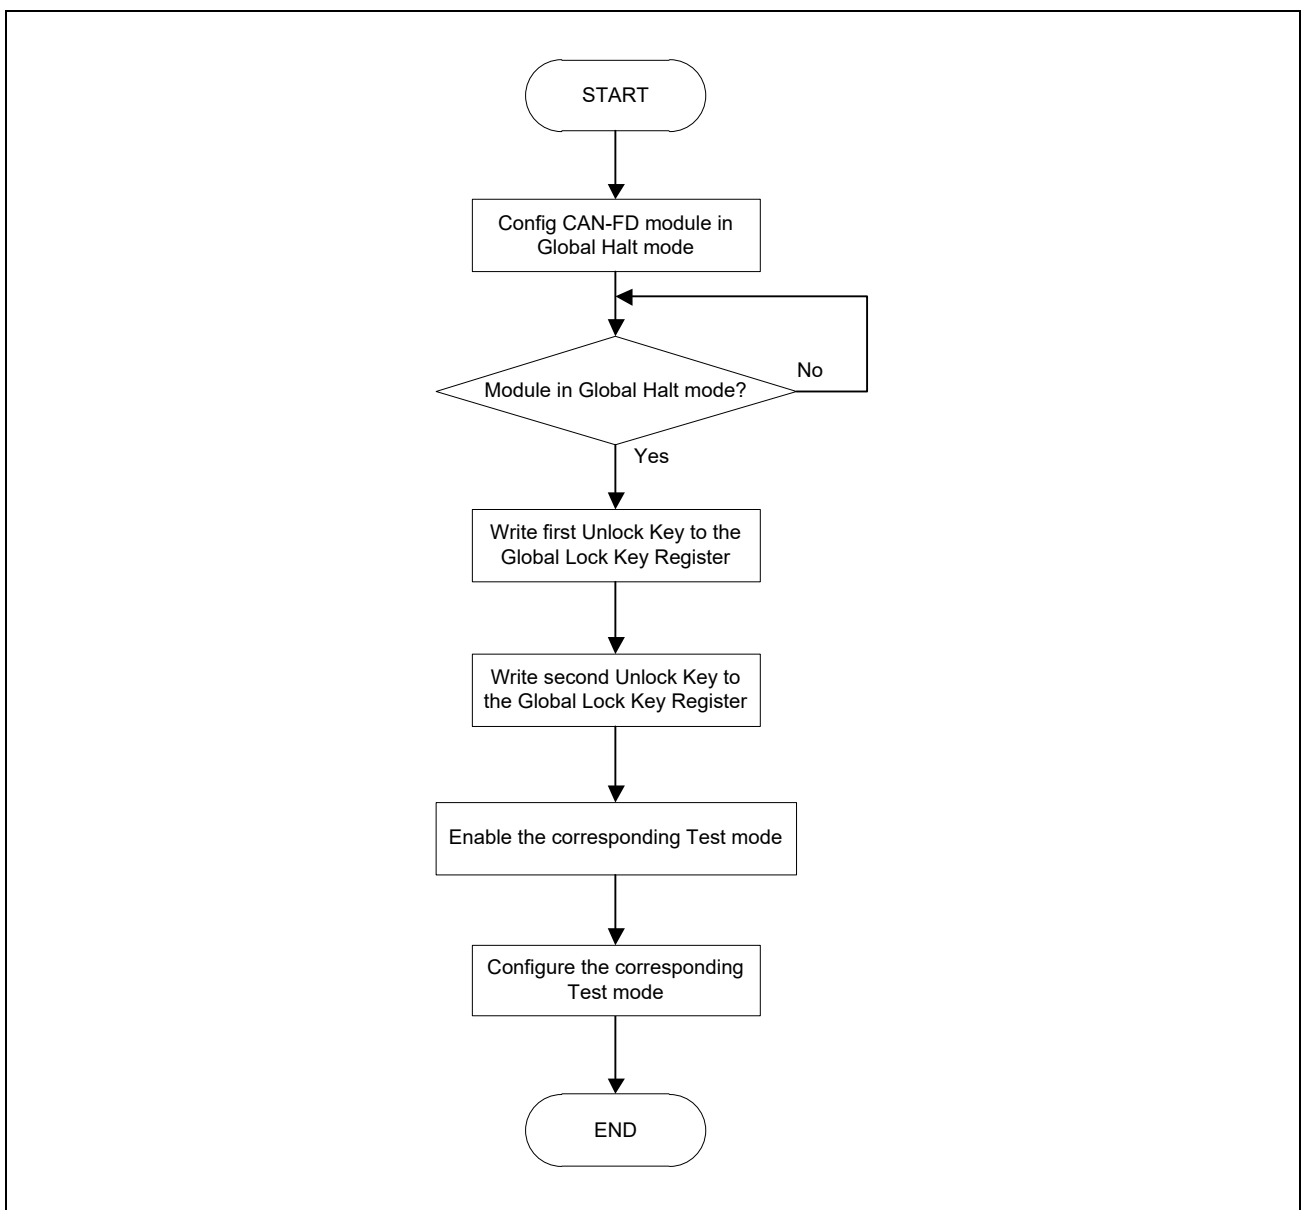 START
Config CAN-FD module in
Global Halt mode
No
Module in Global Halt mode?
Yes
Write first Unlock Key to the
Global Lock Key Register
Write second Unlock Key to
the Global Lock Key Register
Enable the corresponding Test mode
Configure the corresponding
Test mode
END